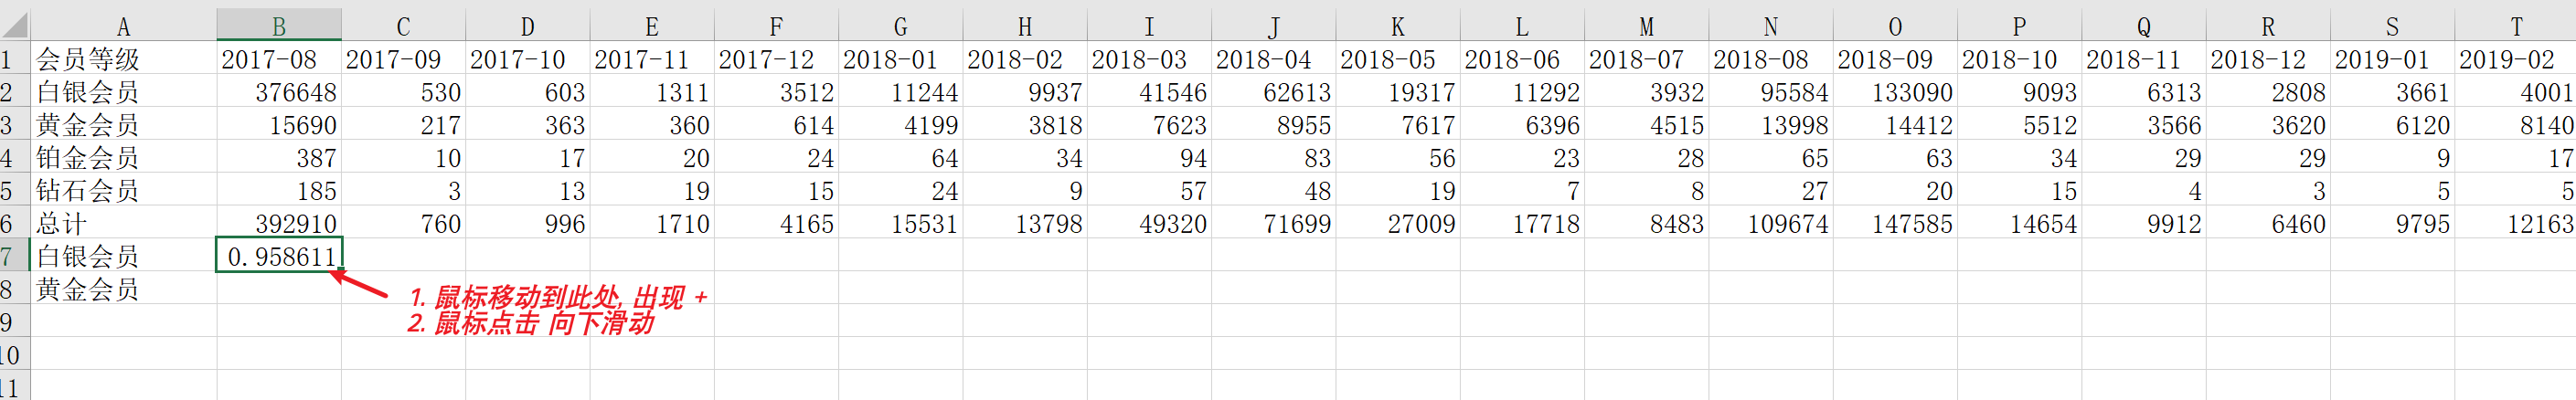 A B C D E F G H I J K L M N O P Q R S T
1 会员等级 2017-08 2017-09 2017-10 2017-11 2017-12 2018-01 2018-02 2018-03 2018-04 2018-05 2018-06 2018-07 2018-08 2018-09 2018-10 2018-11 2018-12 2019-01 2019-02
2 白银会员 376648 530 603 1311 3512 11244 9937 41546 62613 19317 11292 3932 95584 133090 9093 6313 2808 3661 4001
3 黄金会员 15690 217 363 360 614 4199 3818 7623 8955 7617 6396 4515 13998 14412 5512 3566 3620 6120 8140
4 铂金会员 387 10 17 20 24 64 34 94 83 56 23 28 65 63 34 29 29 9 17
5 钻石会员 185 3 13 19 15 24 9 57 48 19 7 8 27 20 15 4 3 5 5
6 总计 392910 760 996 1710 4165 15531 13798 49320 71699 27009 17718 8483 109674 147585 14654 9912 6460 9795 12163
7 白银会员 0.958611
8 黄金会员
1. 鼠标移动到此处, 出现 +
9
2. 鼠标点击 向下滑动
10
11